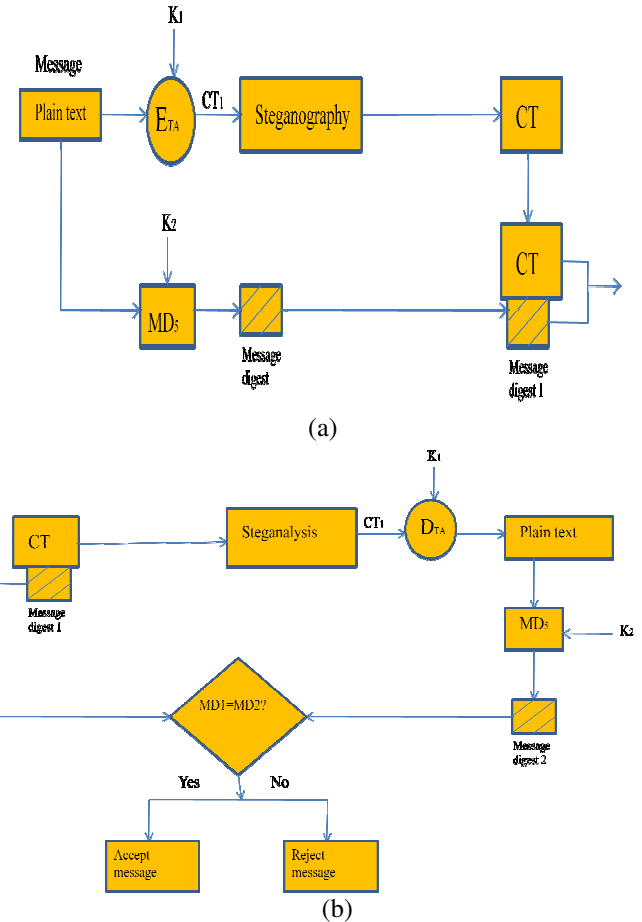 K1
Message
Plain text
ETA
CT1
Steganography
CT
K2
MD5
Message
digest
CT
Message
digest 1
(a)
K1
CT
Message
digest 1
Steganalysis
CT1
DTA
Plain text
MD5
K2
Message
digest 2
MD1=MD2?
Yes
No
Accept
message
Reject
message
(b)